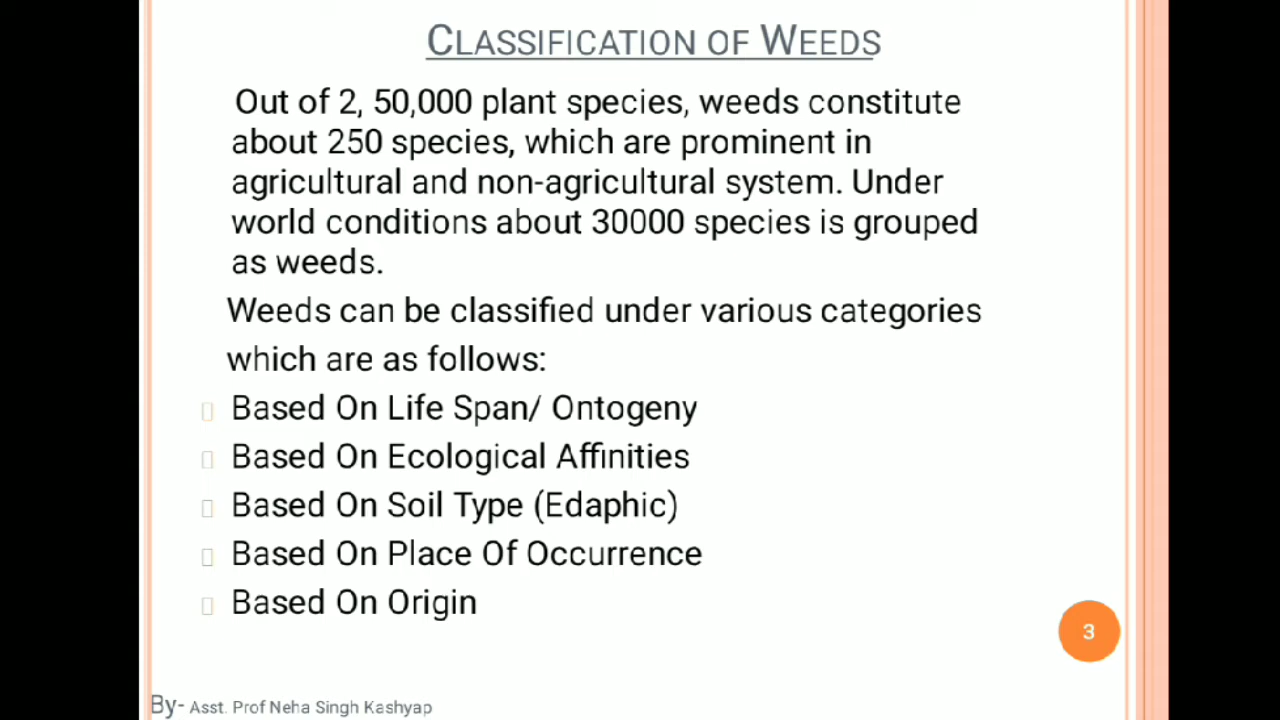 CLASSIFICATION OF WEEDS
Out of 2, 50,000 plant species, weeds constitute
about 250 species, which are prominent in
agricultural and non-agricultural system. Under
world conditions about 30000 species is grouped
as weeds.
Weeds can be classified under various categories
which are as follows:
Based On Life Span/ Ontogeny
Based On Ecological Affinities
Based On Soil Type (Edaphic)
Based On Place Of Occurrence
Based On Origin
3
By- Asst. Prof Neha Singh Kashyap